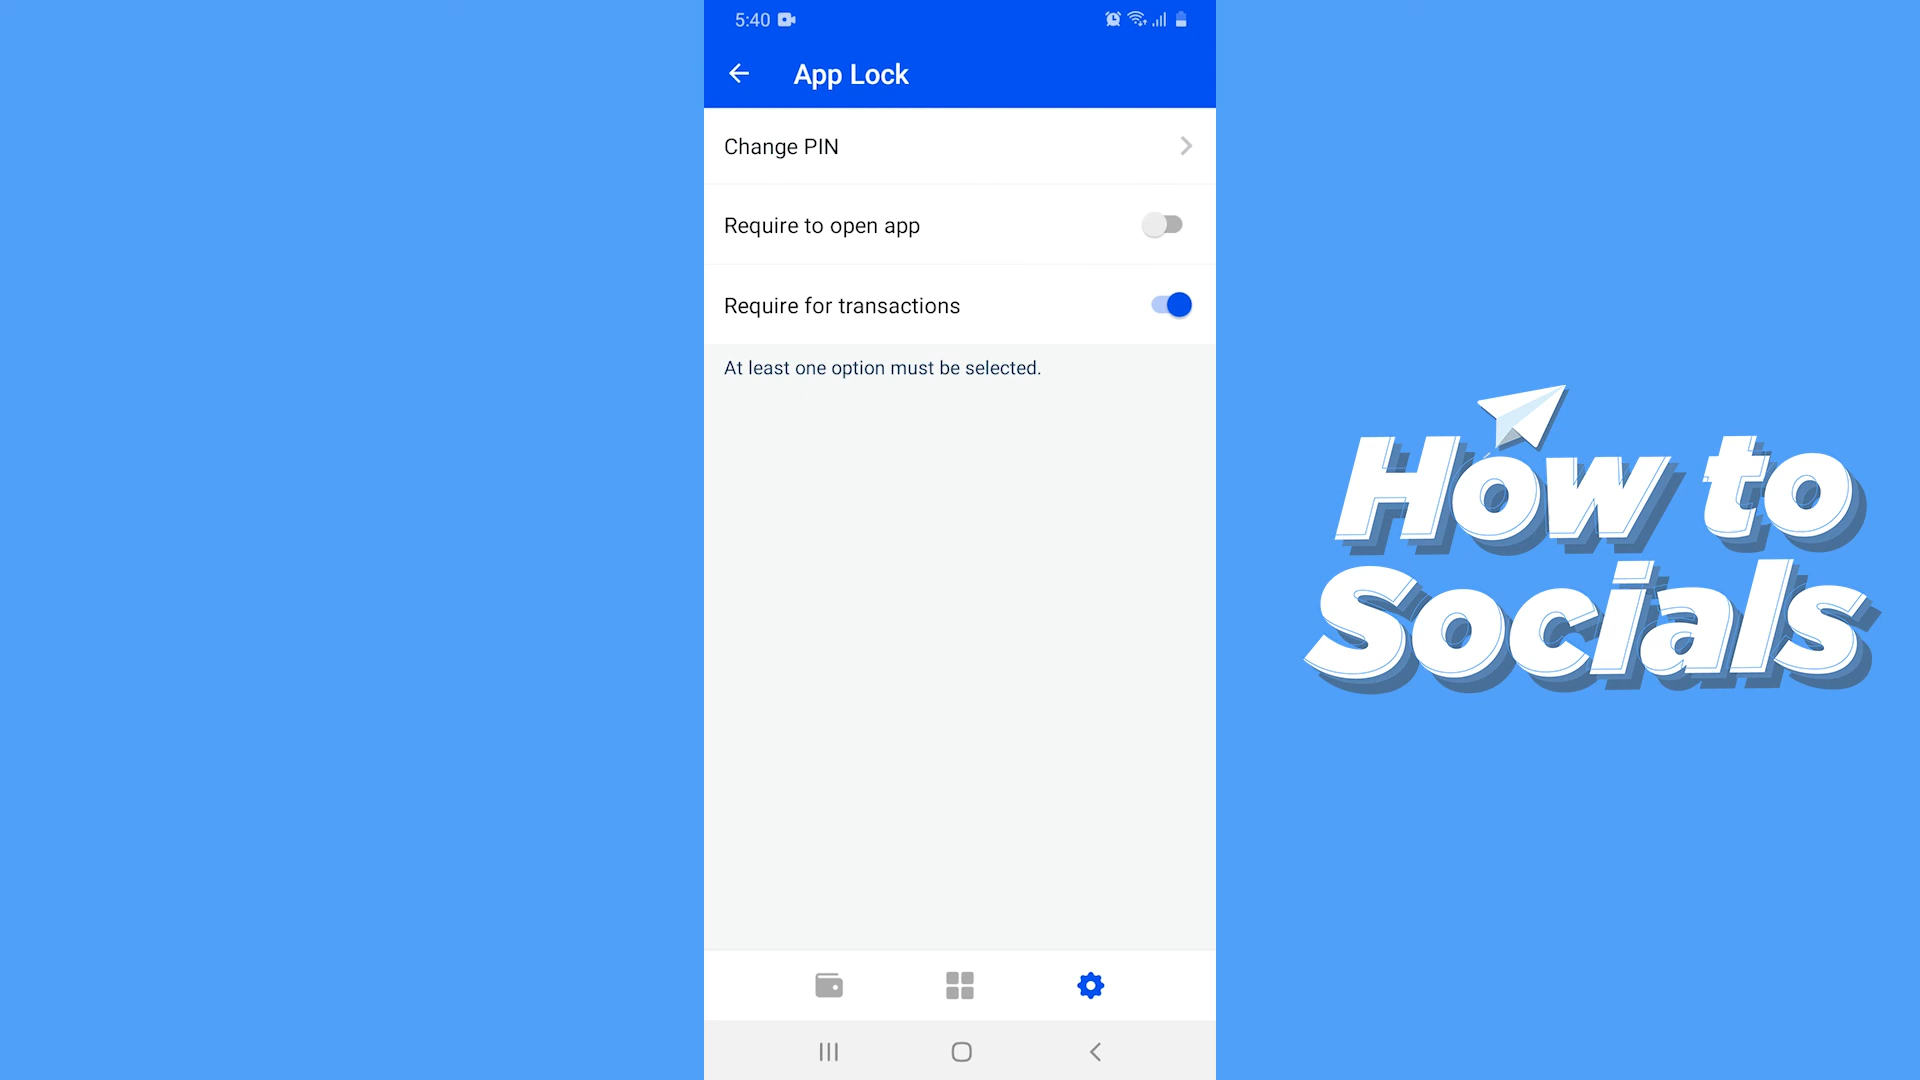 5:40
App Lock
Change PIN
Require to open app
Require for transactions
At least one option must be selected.
How to
Socials